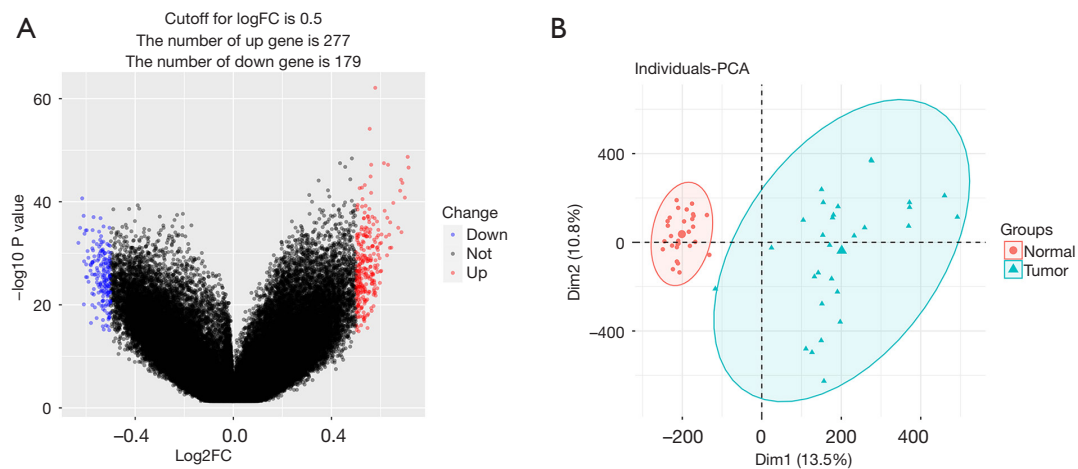 A
Cutoff for logFC is 0.5
The number of up gene is 277
The number of down gene is 179
60
40
20
0
−log10 P value
−0.4
0.0
0.4
Log2FC
Change
Down
Not
Up
B
Individuals-PCA
400
0
−400
Dim2 (10.8%)
−200
0
200
400
Dim1 (13.5%)
Groups
Normal
Tumor